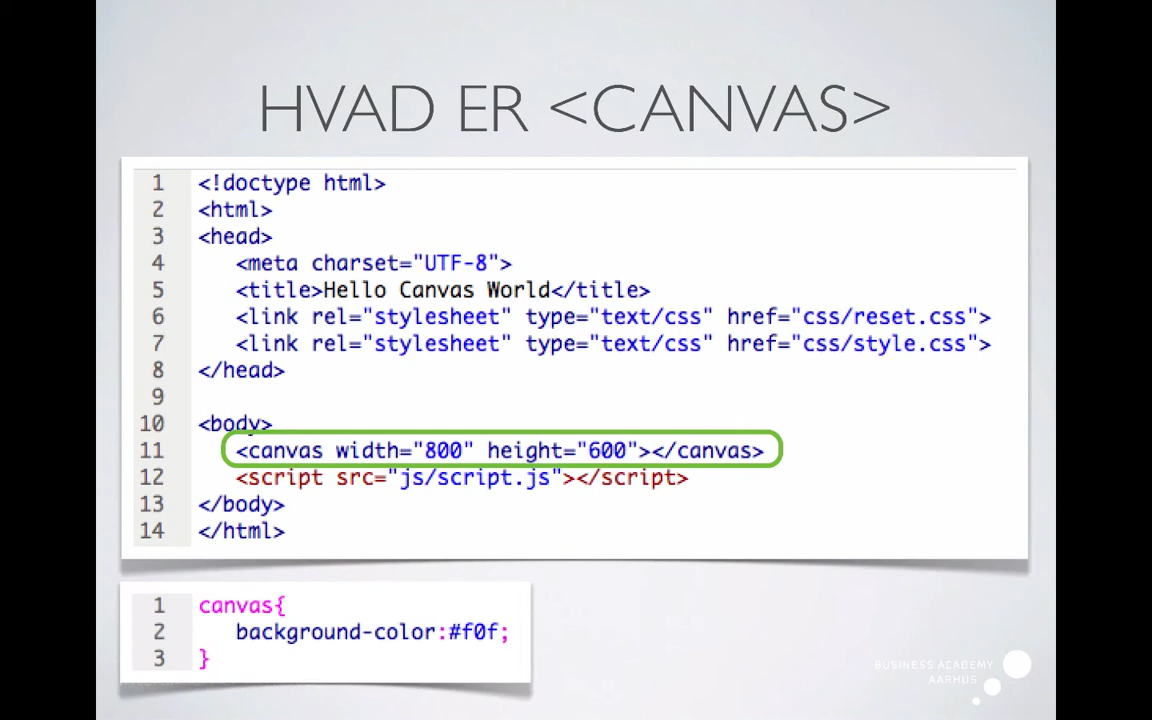 HVAD ER <CANVAS>
1 <!doctype html>
2 <html>
3 <head>
4 <meta charset="UTF-8">
5 <title>Hello Canvas World</title>
6 <link rel="stylesheet" type="text/css" href="css/reset.css">
7 <link rel="stylesheet" type="text/css" href="css/style.css">
8 </head>
9
10 <body>
11 <canvas width="800" height="600"></canvas>
12 <script src="js/script.js"></script>
13 </body>
14 </html>
1 canvas{
2 background-color:#f0f;
3 }
BUSINESS ACADEMY
AARHUS